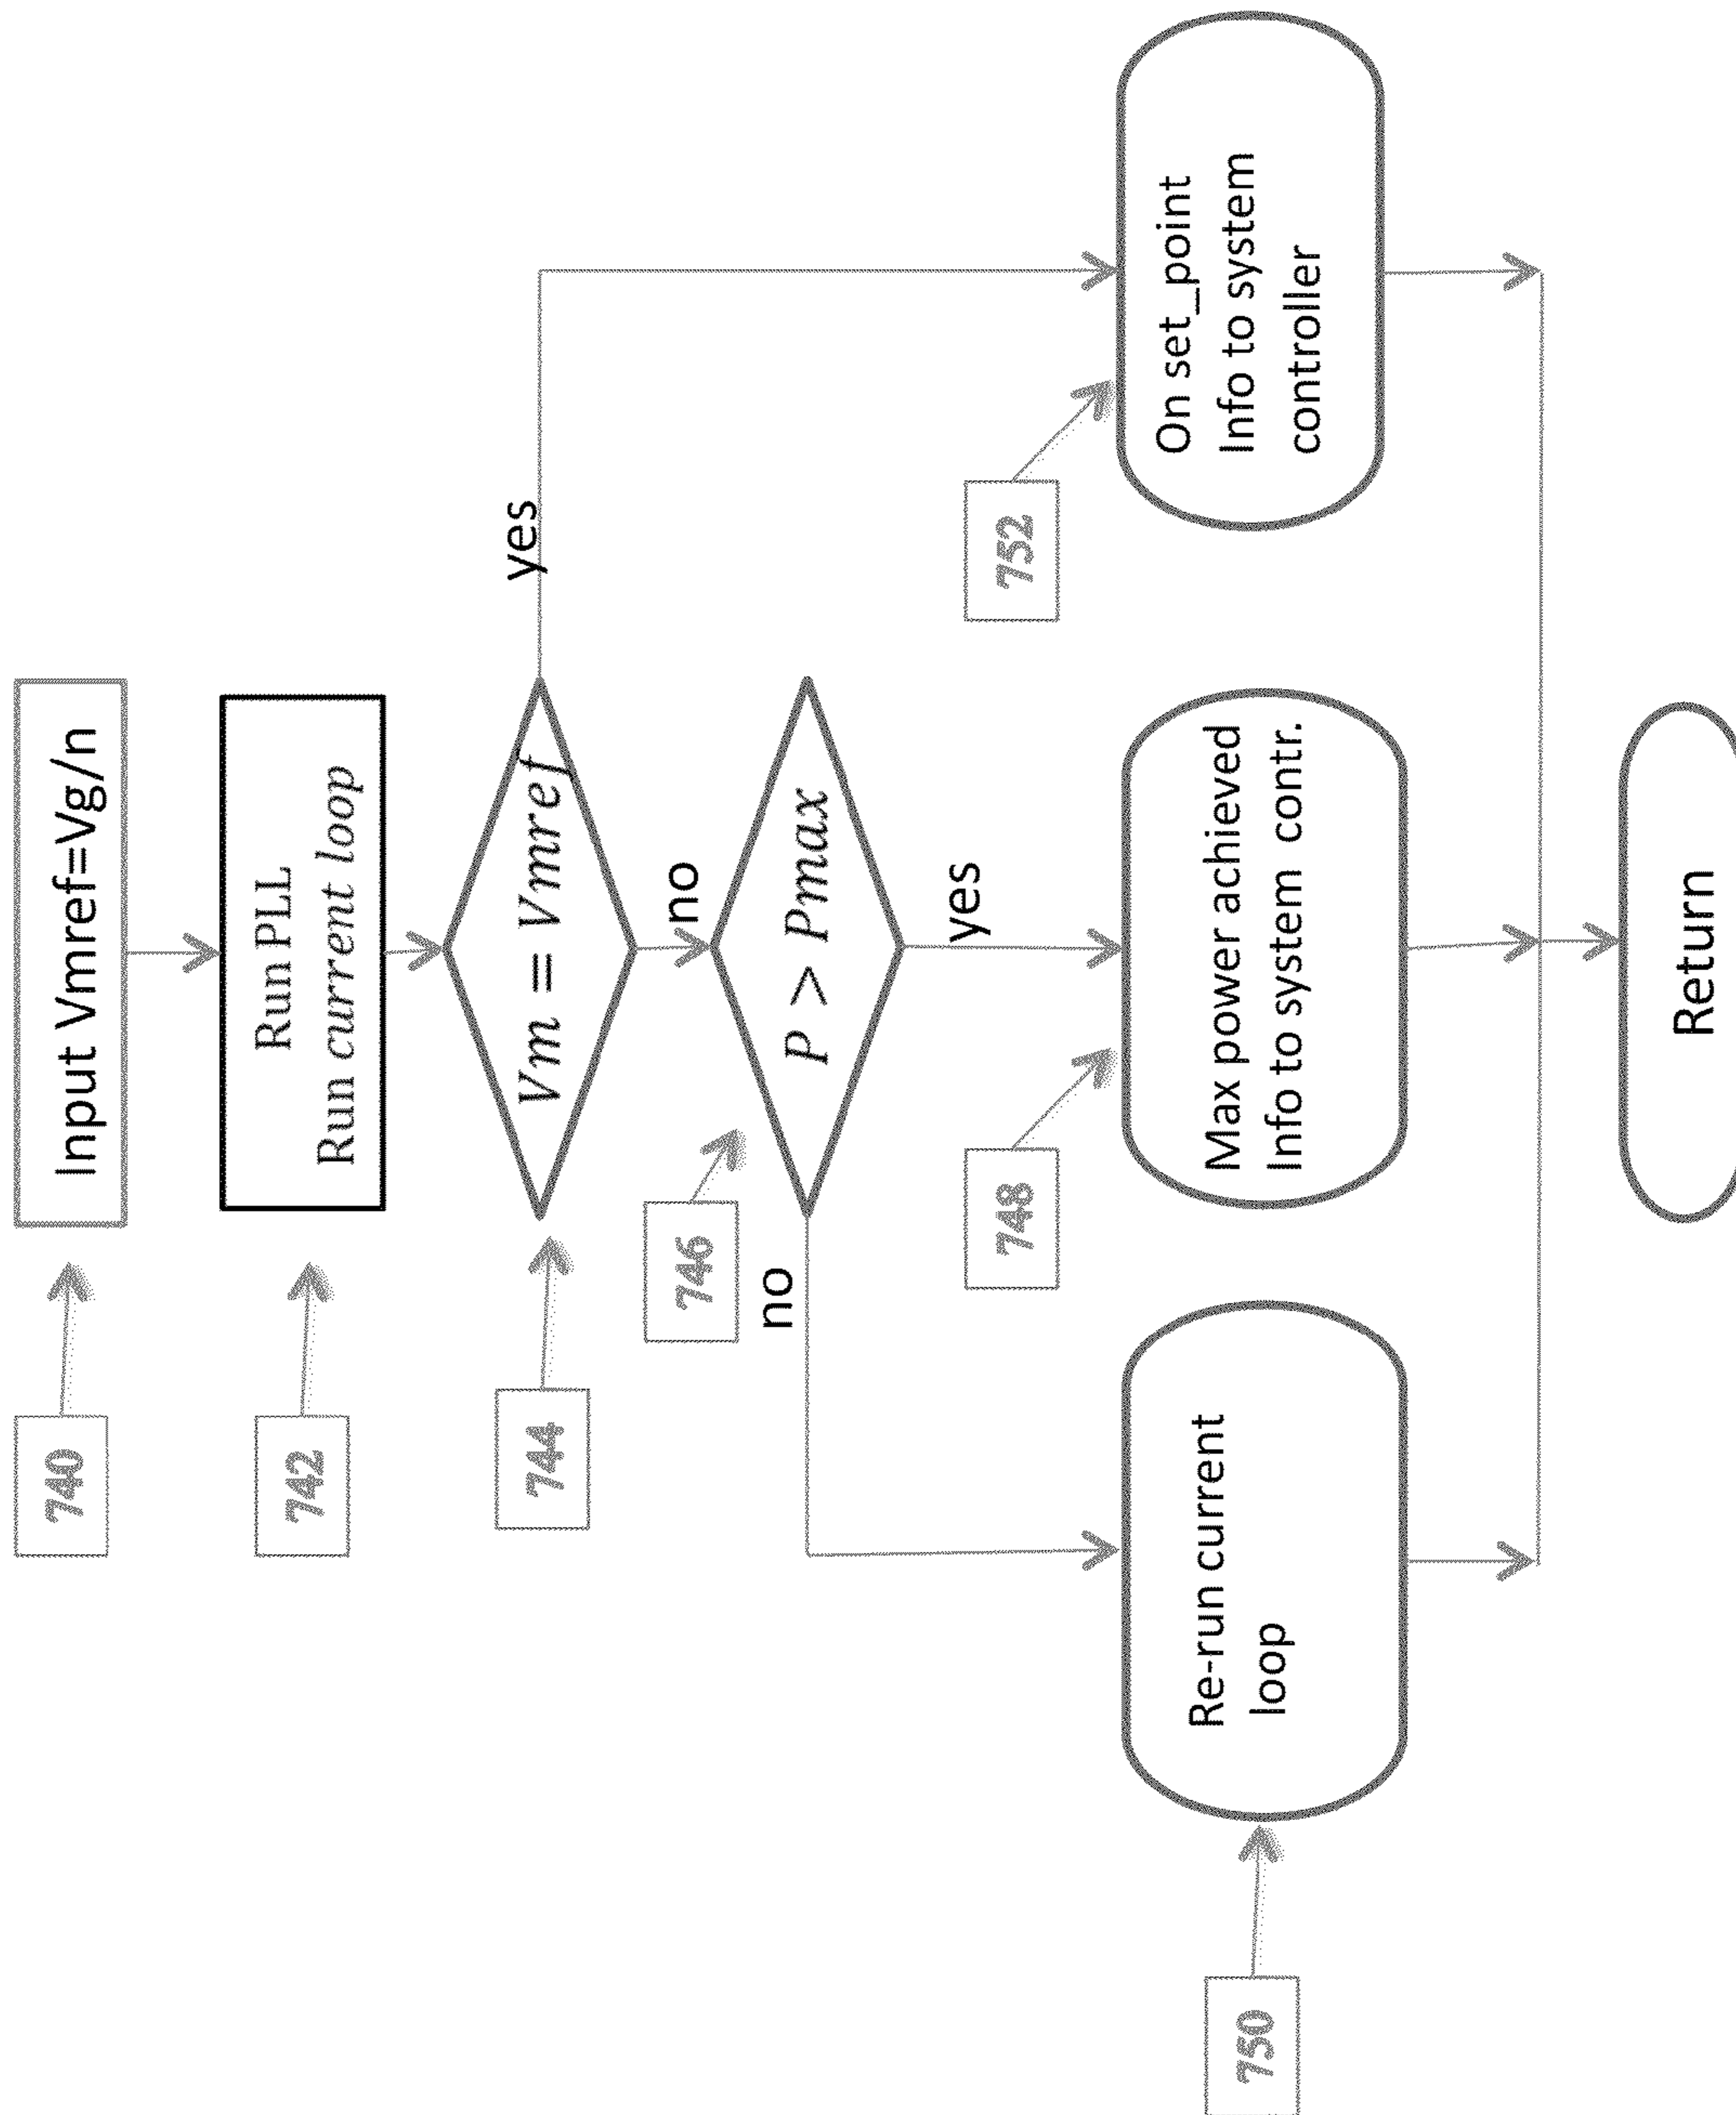 740
Input Vmref=Vg/n
742
Run PLL
Run current loop
744
Vm = Vmref
yes
no
746
P > Pmax
no
yes
748
752
750
Re-run current
loop
Max power achieved
Info to system contr.
On set_point
Info to system
controller
Return